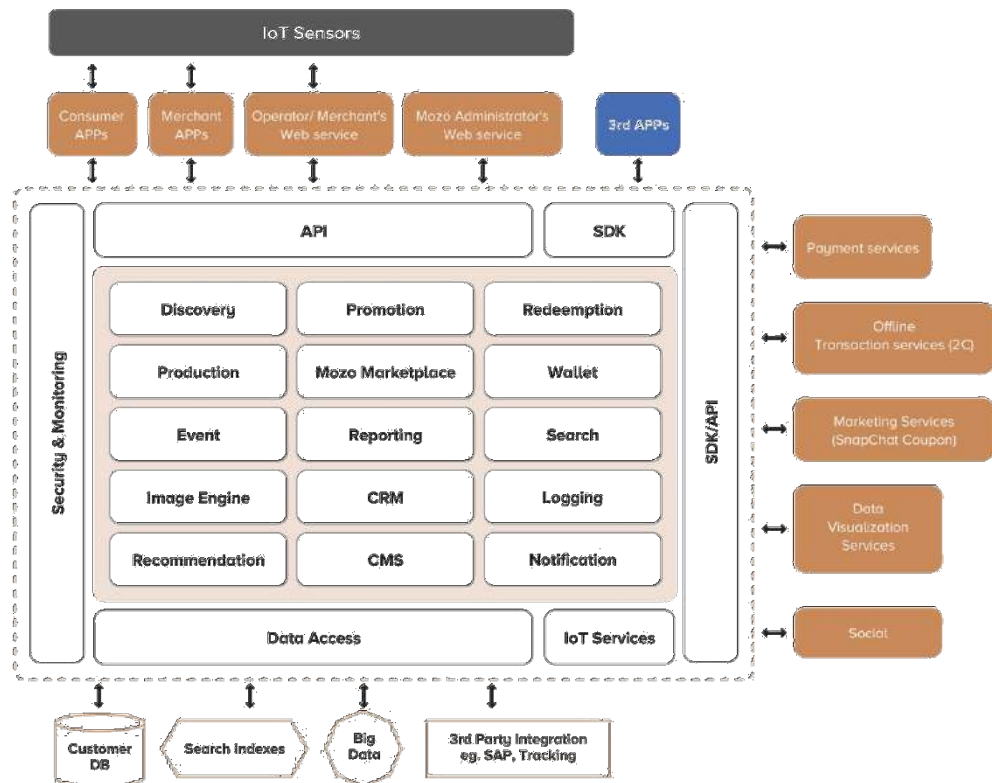 IoT Sensors
Consumer
APPs
Merchant
APPs
Operator/ Merchant's
Web service
Mozo Administrator's
Web service
3rd APPs
API
SDK
Security & Monitoring
SDK/API
Discovery
Promotion
Redeemption
Production
Mozo Marketplace
Wallet
Event
Reporting
Search
Image Engine
CRM
Logging
Recommendation
CMS
Notification
Data Access
IoT Services
Payment services
Offline
Transaction services (2C)
Marketing Services
(SnapChat Coupon)
Data
Visualization
Services
Social
Customer
DB
Search Indexes
Big
Data
3rd Party Integration
eg. SAP, Tracking